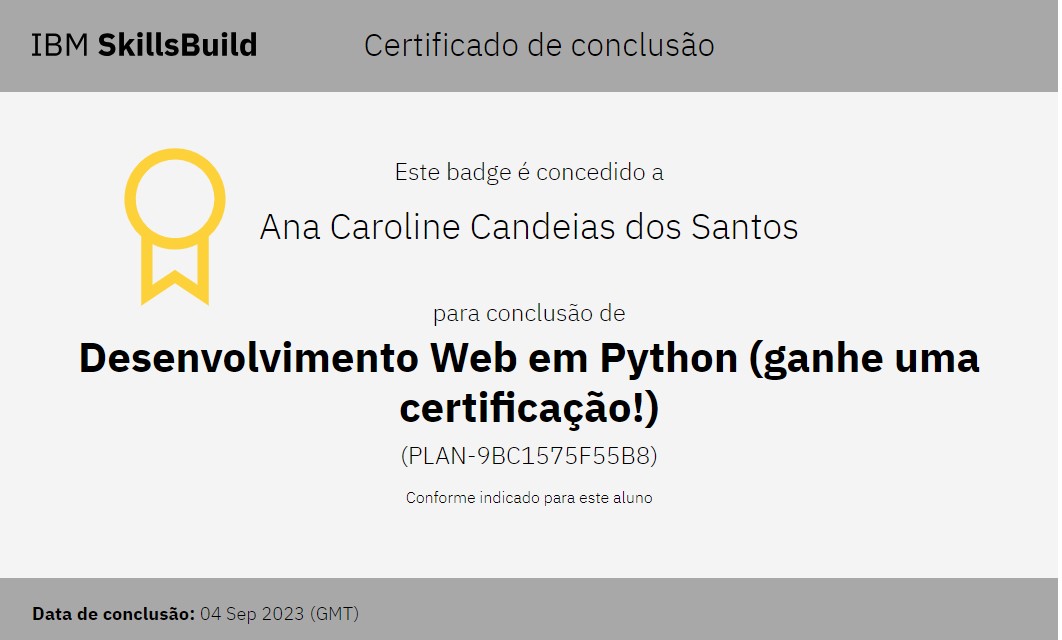 IBM SkillsBuild
Certificado de conclusão
Este badge é concedido a
Ana Caroline Candeias dos Santos
para conclusão de
Desenvolvimento Web em Python (ganhe uma
certificação!)
(PLAN-9BC1575F55B8)
Conforme indicado para este aluno
Data de conclusão: 04 Sep 2023 (GMT)